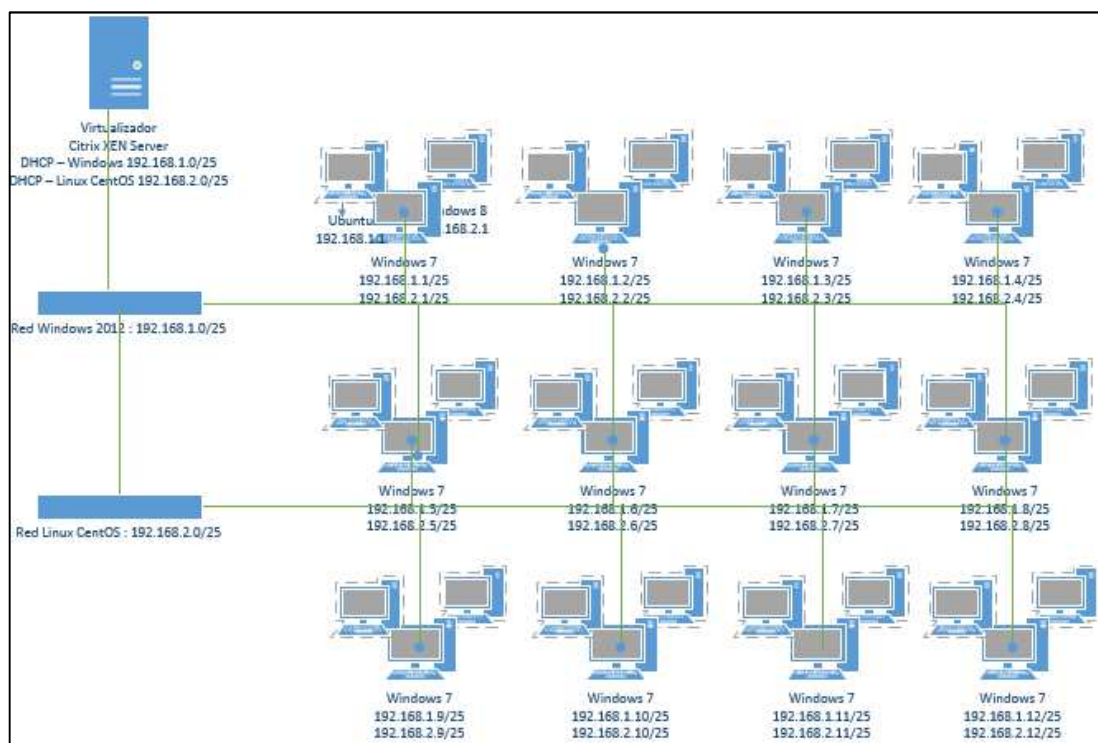 Virtualizador
Citrix XEN Server
DHCP – Windows 192.168.1.0/25
DHCP – Linux CentOS 192.168.2.0/25
Ubuntu
192.168.1.1
ndows 8
168.2.1
Windows 7
192.168.1.1/25
192.168.2.1/25
Windows 7
192.168.1.2/25
192.168.2.2/25
Windows 7
192.168.1.3/25
192.168.2.3/25
Windows 7
192.168.1.4/25
192.168.2.4/25
Red Windows 2012 : 192.168.1.0/25
Windows 7
192.168.1.5/25
192.168.2.5/25
Windows 7
192.168.1.6/25
192.168.2.6/25
Windows 7
192.168.1.7/25
192.168.2.7/25
Windows 7
192.168.1.8/25
192.168.2.8/25
Red Linux CentOS : 192.168.2.0/25
Windows 7
192.168.1.9/25
192.168.2.9/25
Windows 7
192.168.1.10/25
192.168.2.10/25
Windows 7
192.168.1.11/25
192.168.2.11/25
Windows 7
192.168.1.12/25
192.168.2.12/25